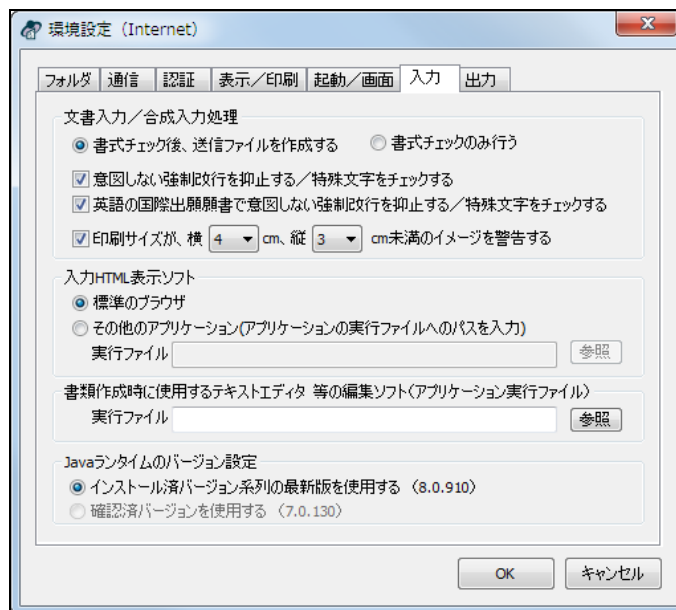 環境設定（Internet）
フォルダ 通信 認証 表示／印刷 起動／画面 入力 出力
文書入力／合成入力処理
書式チェック後、送信ファイルを作成する 書式チェックのみ行う
意図しない強制改行を抑止する／特殊文字をチェックする
英語の国際出願願書で意図しない強制改行を抑止する／特殊文字をチェックする
印刷サイズが、横 4 cm、縦 3 cm未満のイメージを警告する
入力HTML表示ソフト
標準のブラウザ
その他のアプリケーション(アプリケーションの実行ファイルへのパスを入力)
実行ファイル 参照
書類作成時に使用するテキストエディタ 等の編集ソフト(アプリケーション実行ファイル)
実行ファイル 参照
Javaランタイムのバージョン設定
インストール済バージョン系列の最新版を使用する （8.0.910）
確認済バージョンを使用する （7.0.130）
OK キャンセル